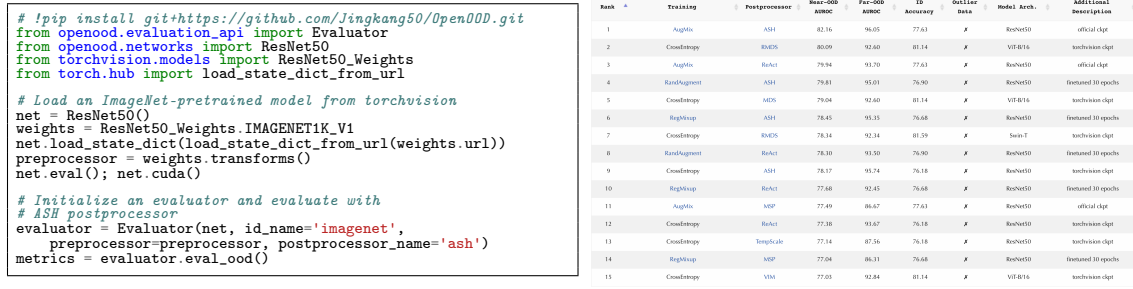 # !pip install git+https://github.com/Jingkang50/OpenOOD.git
from openood.evaluation_api import Evaluator
from openood.networks import ResNet50
from torchvision.models import ResNet50_Weights
from torch.hub import load_state_dict_from_url
# Load an ImageNet-pretrained model from torchvision
net = ResNet50()
weights = ResNet50_Weights.IMAGENET1K_V1
net.load_state_dict(load_state_dict_from_url(weights.url))
preprocessor = weights.transforms()
net.eval(); net.cuda()
# Initialize an evaluator and evaluate with
# ASH postprocessor
evaluator = Evaluator(net, id_name='imagenet',
preprocessor=preprocessor, postprocessor_name='ash')
metrics = evaluator.eval_ood()
Rank Training Postprocessor Near-OOD AUROC Far-OOD AUROC ID Accuracy Outlier Data Model Arch. Additional Description
1 AugMix ASH 82.16 96.05 77.63 ✗ ResNet50 official ckpt
2 CrossEntropy RMDS 80.09 92.60 81.14 ✗ ViT-B/16 torchvision ckpt
3 AugMix ReAct 79.94 93.70 77.63 ✗ ResNet50 official ckpt
4 RandAugment ASH 79.81 95.01 76.90 ✗ ResNet50 finetuned 30 epochs
5 CrossEntropy MDS 79.04 92.60 81.14 ✗ ViT-B/16 torchvision ckpt
6 RegMixup ASH 78.45 95.35 76.68 ✗ ResNet50 finetuned 30 epochs
7 CrossEntropy RMDS 78.34 92.34 81.59 ✗ Swin-T torchvision ckpt
8 RandAugment ReAct 78.30 93.50 76.90 ✗ ResNet50 finetuned 30 epochs
9 CrossEntropy ASH 78.17 95.74 76.18 ✗ ResNet50 torchvision ckpt
10 RegMixup ReAct 77.68 92.45 76.68 ✗ ResNet50 finetuned 30 epochs
11 AugMix MSP 77.49 86.67 77.63 ✗ ResNet50 official ckpt
12 CrossEntropy ReAct 77.38 93.67 76.18 ✗ ResNet50 torchvision ckpt
13 CrossEntropy TempScale 77.14 87.56 76.18 ✗ ResNet50 torchvision ckpt
14 RegMixup MSP 77.04 86.31 76.68 ✗ ResNet50 finetuned 30 epochs
15 CrossEntropy VIM 77.03 92.84 81.14 ✗ ViT-B/16 torchvision ckpt